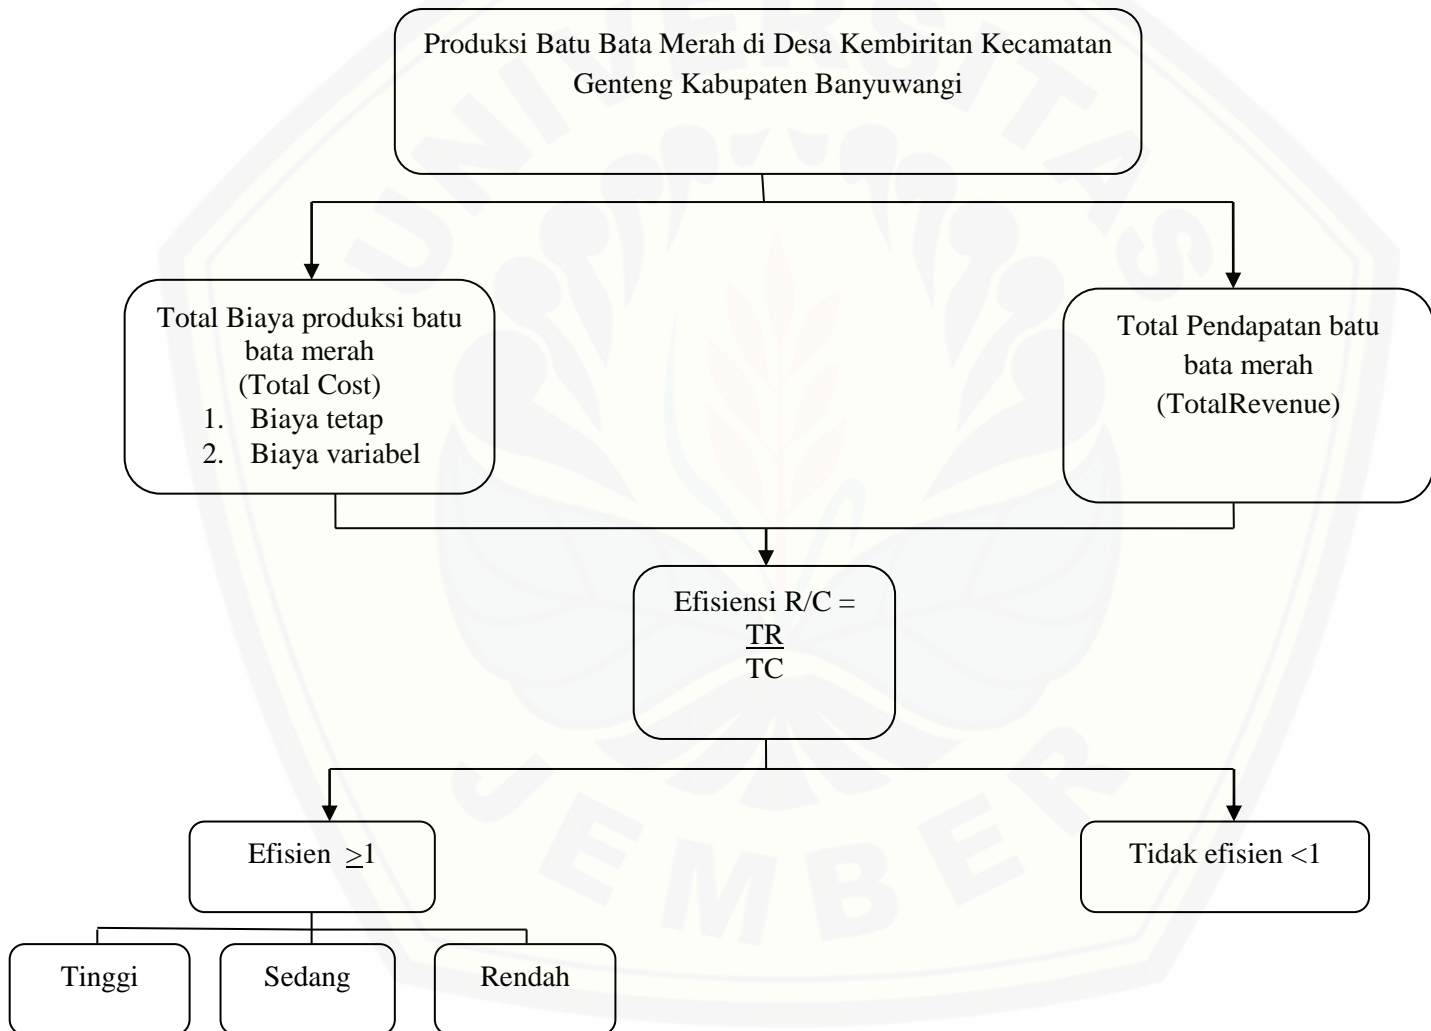 Produksi Batu Bata Merah di Desa Kembiritan Kecamatan
Genteng Kabupaten Banyuwangi
Total Biaya produksi batu
bata merah
(Total Cost)
1. Biaya tetap
2. Biaya variabel
Total Pendapatan batu
bata merah
(TotalRevenue)
Efisiensi R/C =
TR
TC
Efisien ≥1
Tidak efisien <1
Tinggi
Sedang
Rendah
UNIVERSITAS
JEMBER